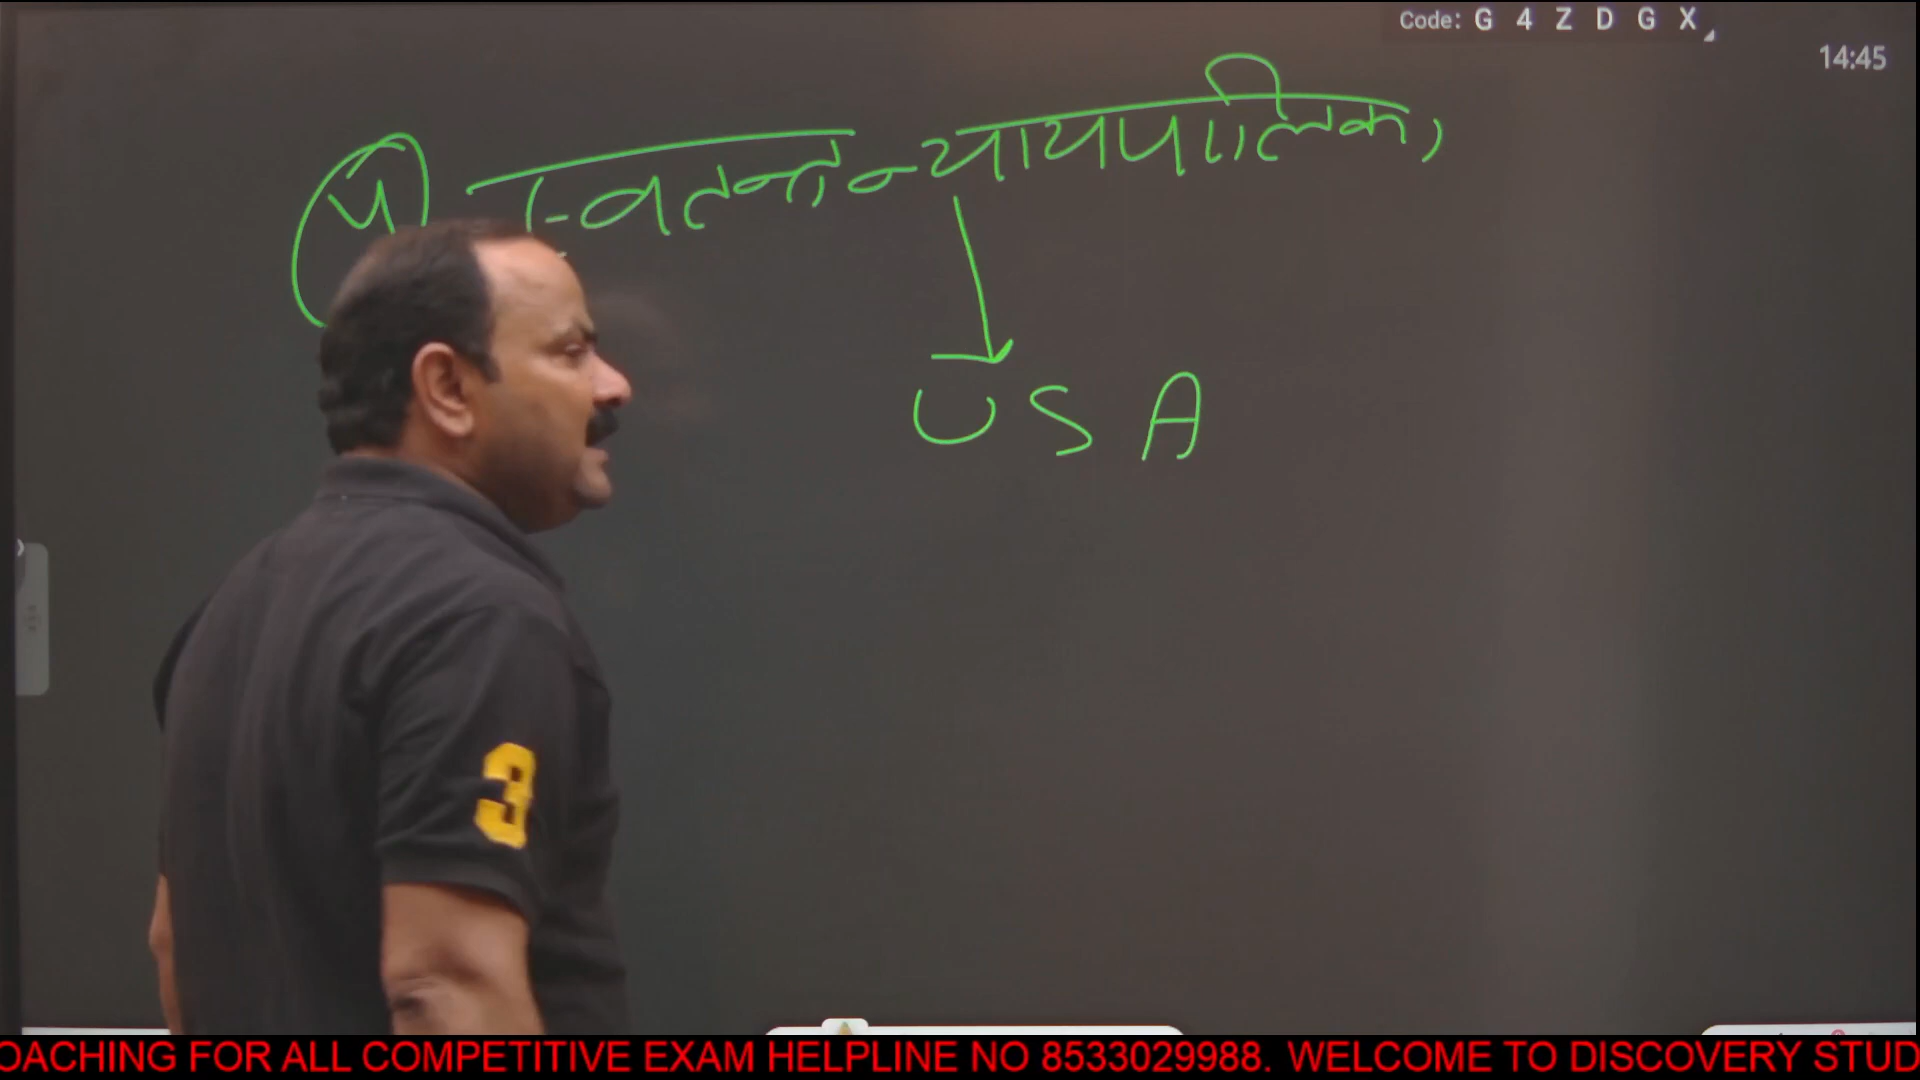 Code: G 4 Z D G X
14:45
स्वतन्त्र न्यायपालिका
USA
3
OACHING FOR ALL COMPETITIVE EXAM HELPLINE NO 8533029988. WELCOME TO DISCOVERY STUD